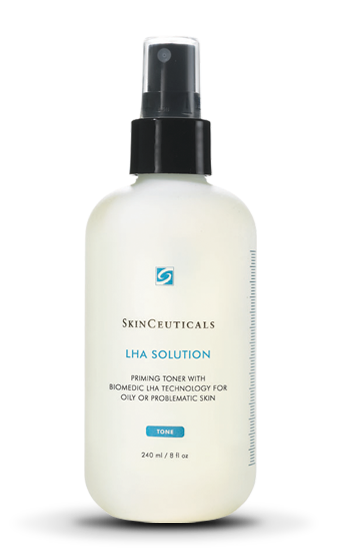 SKINCEUTICALS
LHA SOLUTION
PRIMING TONER WITH
BIOMEDIC LHA TECHNOLOGY FOR
OILY OR PROBLEMATIC SKIN
TONE
240 ml / 8 fl oz